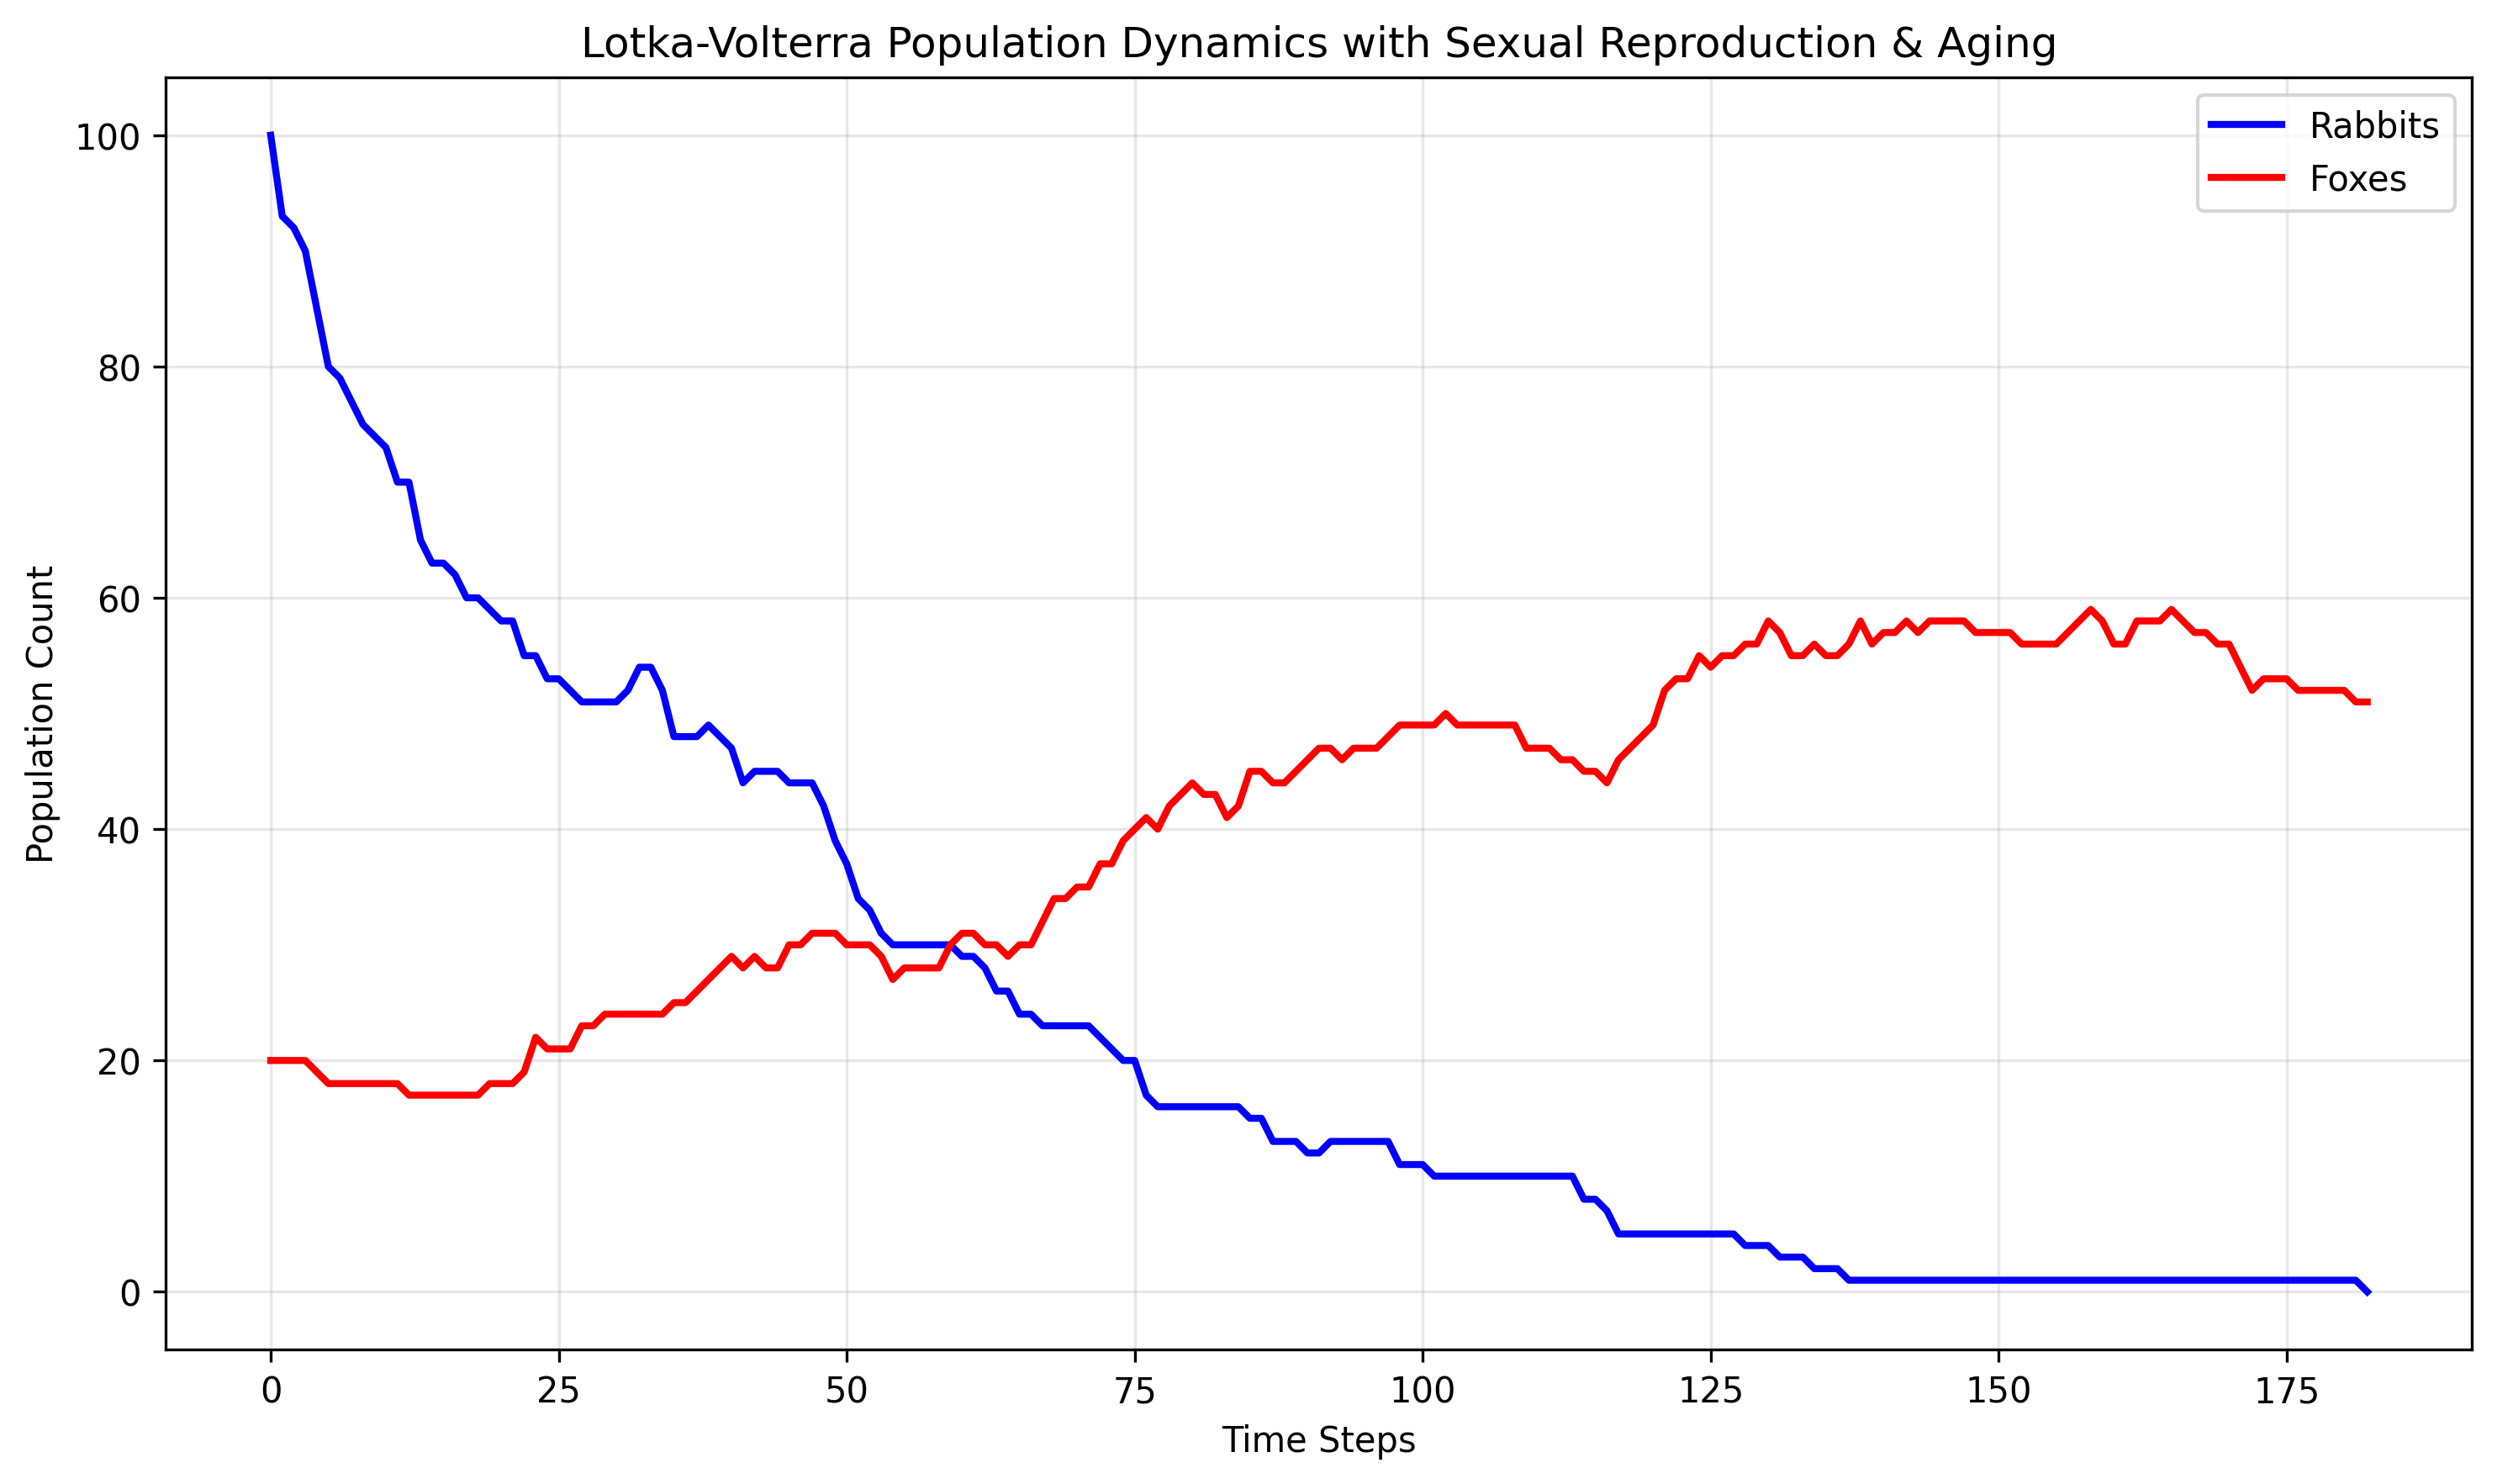 Lotka-Volterra Population Dynamics with Sexual Reproduction & Aging
Rabbits
Foxes
Population Count
100
80
60
40
20
0
0 25 50 75 100 125 150 175
Time Steps